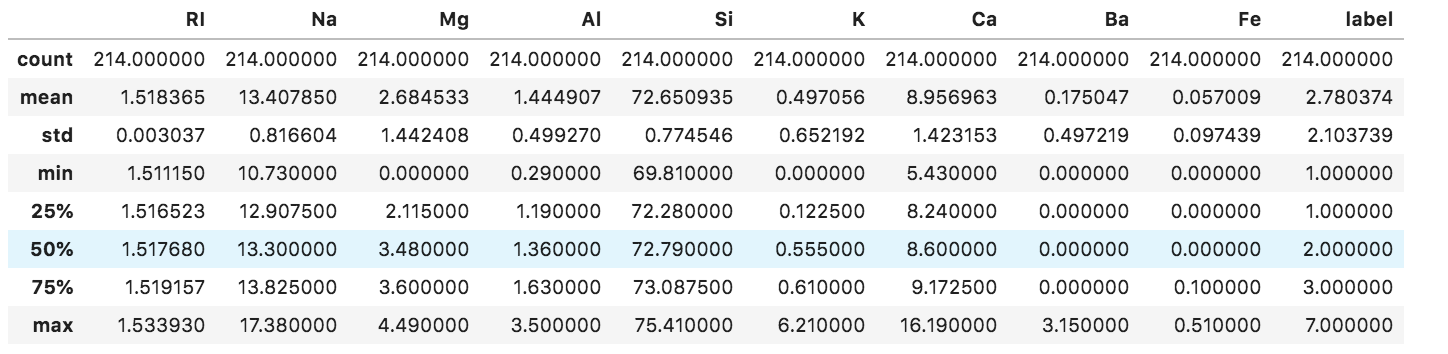 RI Na Mg Al Si K Ca Ba Fe label
count 214.000000 214.000000 214.000000 214.000000 214.000000 214.000000 214.000000 214.000000 214.000000 214.000000
mean 1.518365 13.407850 2.684533 1.444907 72.650935 0.497056 8.956963 0.175047 0.057009 2.780374
std 0.003037 0.816604 1.442408 0.499270 0.774546 0.652192 1.423153 0.497219 0.097439 2.103739
min 1.511150 10.730000 0.000000 0.290000 69.810000 0.000000 5.430000 0.000000 0.000000 1.000000
25% 1.516523 12.907500 2.115000 1.190000 72.280000 0.122500 8.240000 0.000000 0.000000 1.000000
50% 1.517680 13.300000 3.480000 1.360000 72.790000 0.555000 8.600000 0.000000 0.000000 2.000000
75% 1.519157 13.825000 3.600000 1.630000 73.087500 0.610000 9.172500 0.000000 0.100000 3.000000
max 1.533930 17.380000 4.490000 3.500000 75.410000 6.210000 16.190000 3.150000 0.510000 7.000000